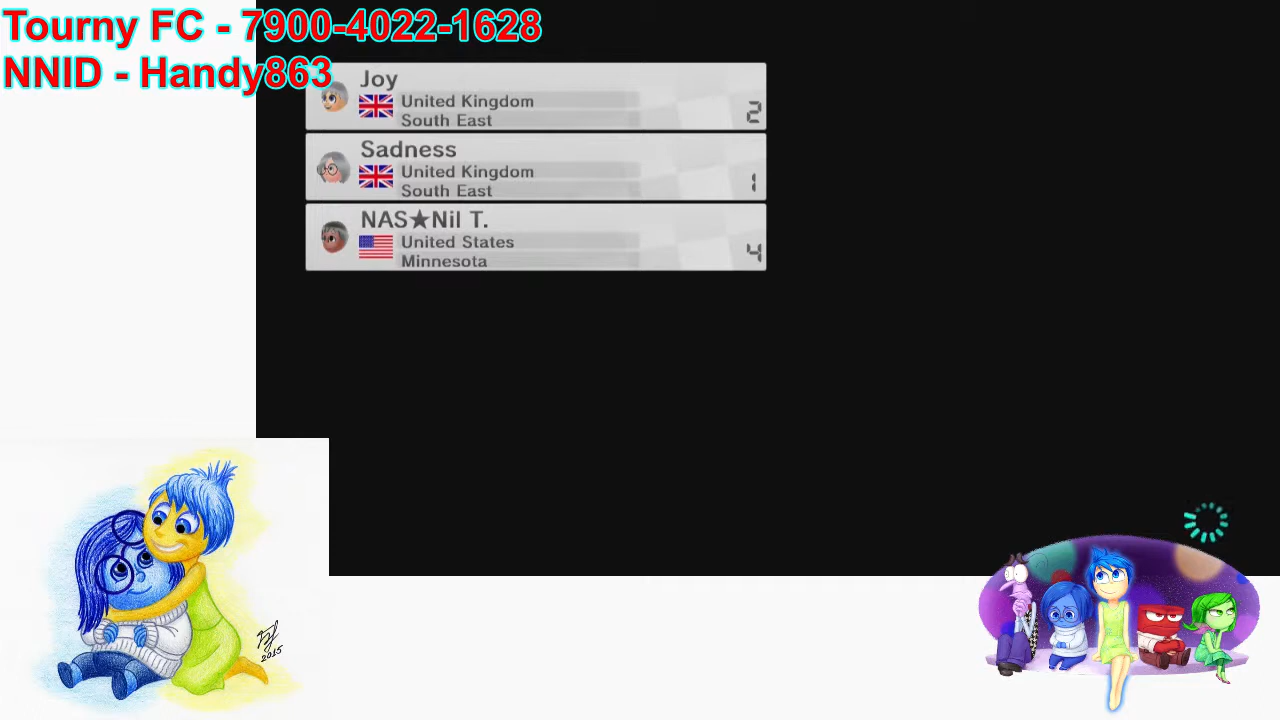 Tourny FC - 7900-4022-1628
NNID - Handy863
Joy
United Kingdom
South East
2
Sadness
United Kingdom
South East
1
NAS★Nil T.
United States
Minnesota
4
2015